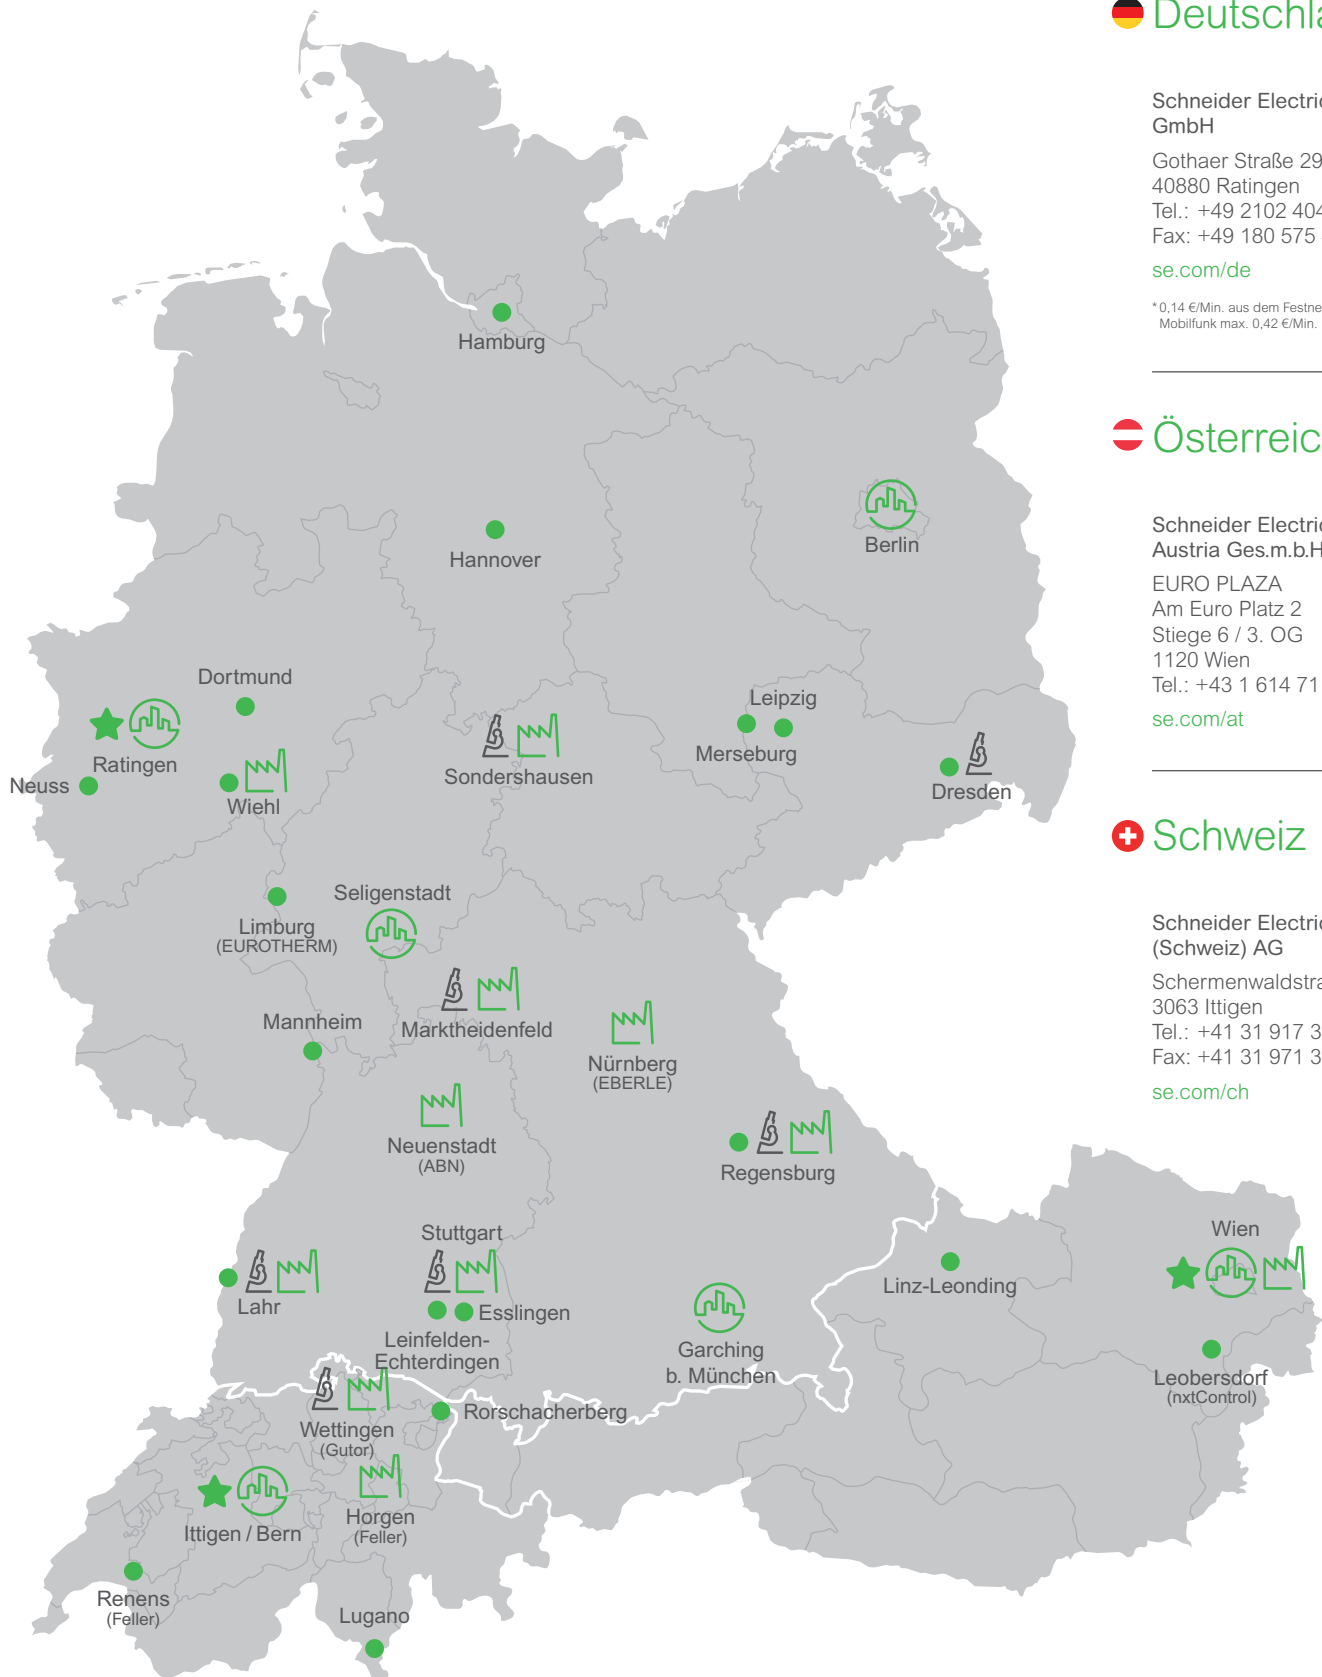 Hamburg
Hannover
Berlin
Dortmund
Ratingen
Neuss
Wiehl
Sondershausen
Leipzig
Merseburg
Dresden
Limburg
(EUROTHERM)
Seligenstadt
Marktheidenfeld
Mannheim
Nürnberg
(EBERLE)
Neuenstadt
(ABN)
Regensburg
Stuttgart
Lahr
Esslingen
Leinfelden-
Echterdingen
Garching
b. München
Linz-Leonding
Wien
Leobersdorf
(nxtControl)
Wettingen
(Gutor)
Rorschacherberg
Ittigen / Bern
Horgen
(Feller)
Renens
(Feller)
Lugano
Deutschla
Schneider Electric
GmbH
Gothaer Straße 29
40880 Ratingen
Tel.: +49 2102 404
Fax: +49 180 575
se.com/de
* 0,14 €/Min. aus dem Festne
Mobilfunk max. 0,42 €/Min.
Österreic
Schneider Electric
Austria Ges.m.b.H
EURO PLAZA
Am Euro Platz 2
Stiege 6 / 3. OG
1120 Wien
Tel.: +43 1 614 71
se.com/at
Schweiz
Schneider Electric
(Schweiz) AG
Schermenwaldstra
3063 Ittigen
Tel.: +41 31 917 3
Fax: +41 31 971 3
se.com/ch